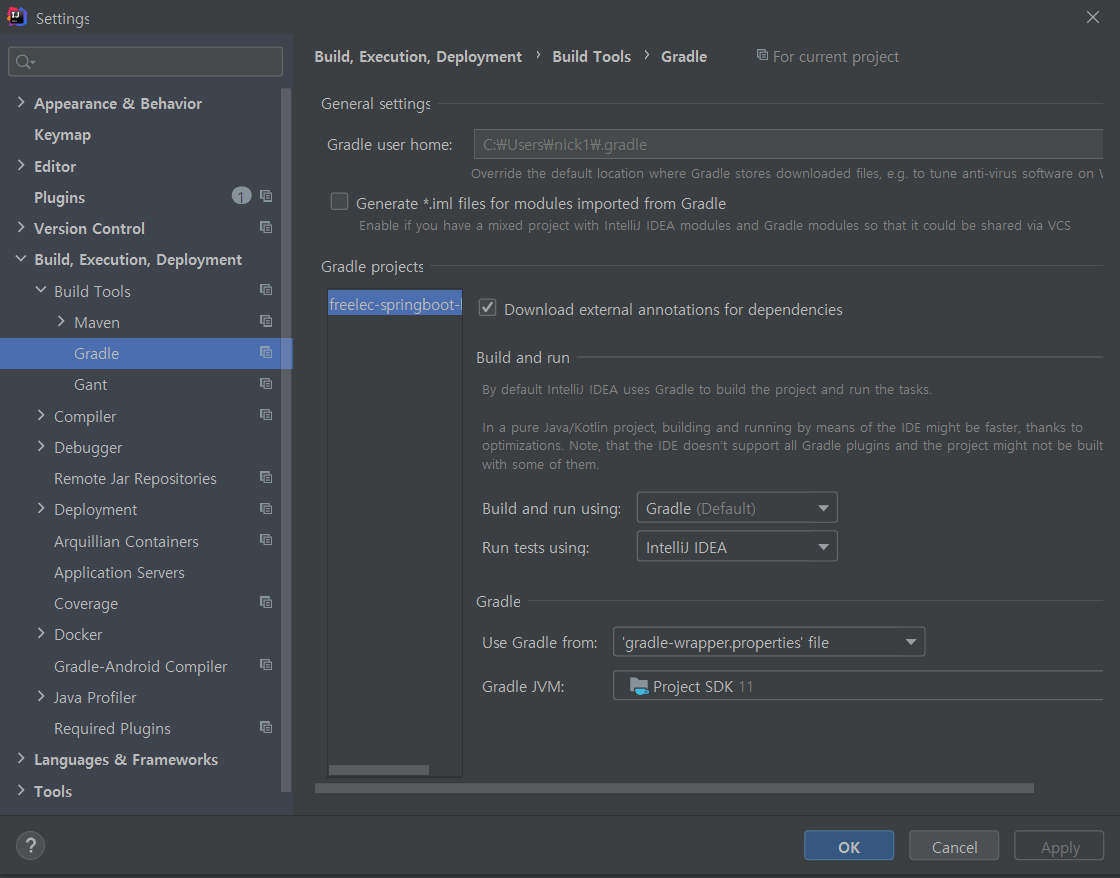 Settings
Build, Execution, Deployment › Build Tools › Gradle For current project
Appearance & Behavior
Keymap
Editor
Plugins 1
Version Control
Build, Execution, Deployment
Build Tools
Maven
Gradle
Gant
Compiler
Debugger
Remote Jar Repositories
Deployment
Arquillian Containers
Application Servers
Coverage
Docker
Gradle-Android Compiler
Java Profiler
Required Plugins
Languages & Frameworks
Tools
General settings
Gradle user home: C:₩Users₩nick1₩.gradle
Override the default location where Gradle stores downloaded files, e.g. to tune anti-virus software on
Generate *.iml files for modules imported from Gradle
Enable if you have a mixed project with IntelliJ IDEA modules and Gradle modules so that it could be shared via VCS
Gradle projects
freelec-springboot-
Download external annotations for dependencies
Build and run
By default IntelliJ IDEA uses Gradle to build the project and run the tasks.
In a pure Java/Kotlin project, building and running by means of the IDE might be faster, thanks to
optimizations. Note, that the IDE doesn't support all Gradle plugins and the project might not be built
with some of them.
Build and run using: Gradle (Default)
Run tests using: IntelliJ IDEA
Gradle
Use Gradle from: 'gradle-wrapper.properties' file
Gradle JVM: Project SDK 11
?
OK
Cancel
Apply